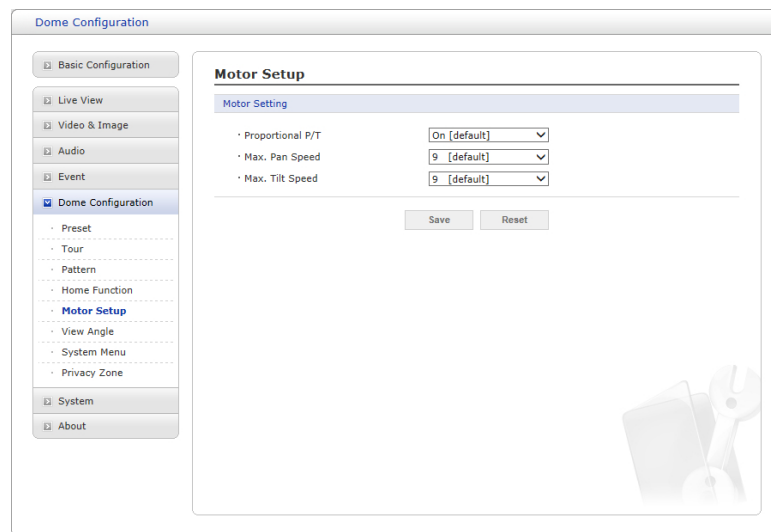 Dome Configuration
Basic Configuration
Live View
Video & Image
Audio
Event
Dome Configuration
· Preset
· Tour
· Pattern
· Home Function
· Motor Setup
· View Angle
· System Menu
· Privacy Zone
System
About
Motor Setup
Motor Setting
· Proportional P/T On [default]
· Max. Pan Speed 9 [default]
· Max. Tilt Speed 9 [default]
Save Reset